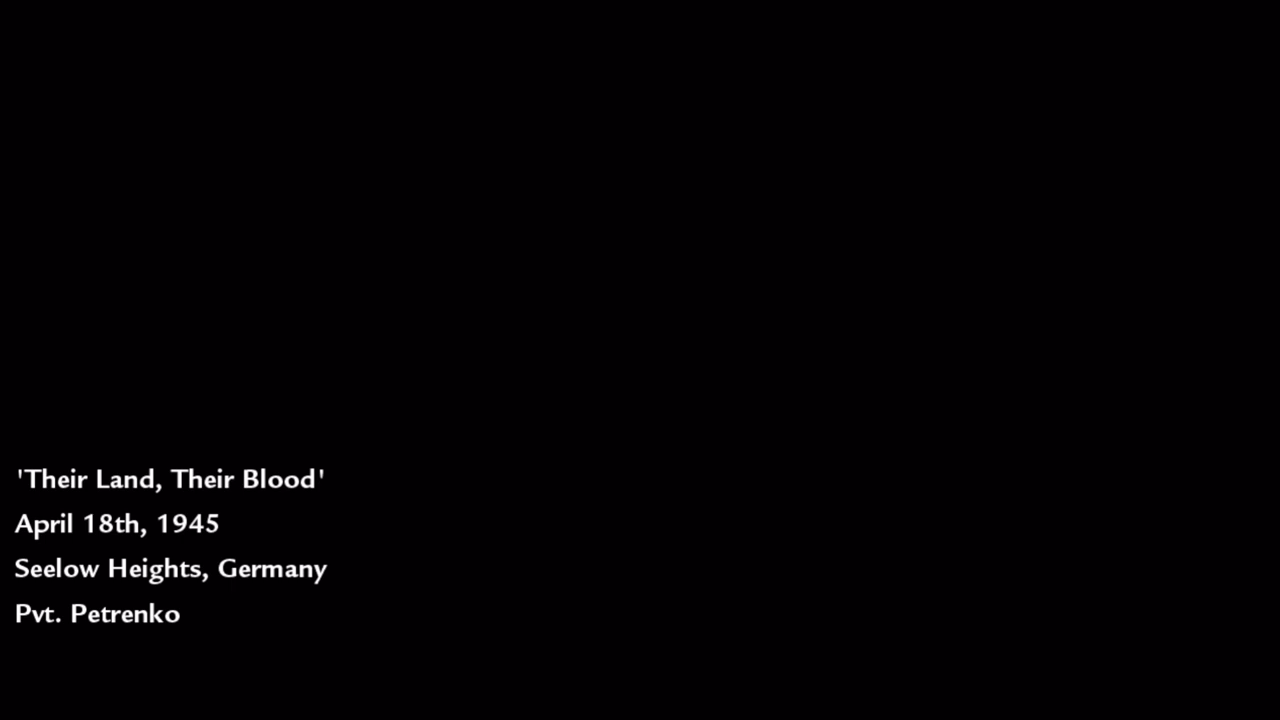 'Their Land, Their Blood'
April 18th, 1945
Seelow Heights, Germany
Pvt. Petrenko